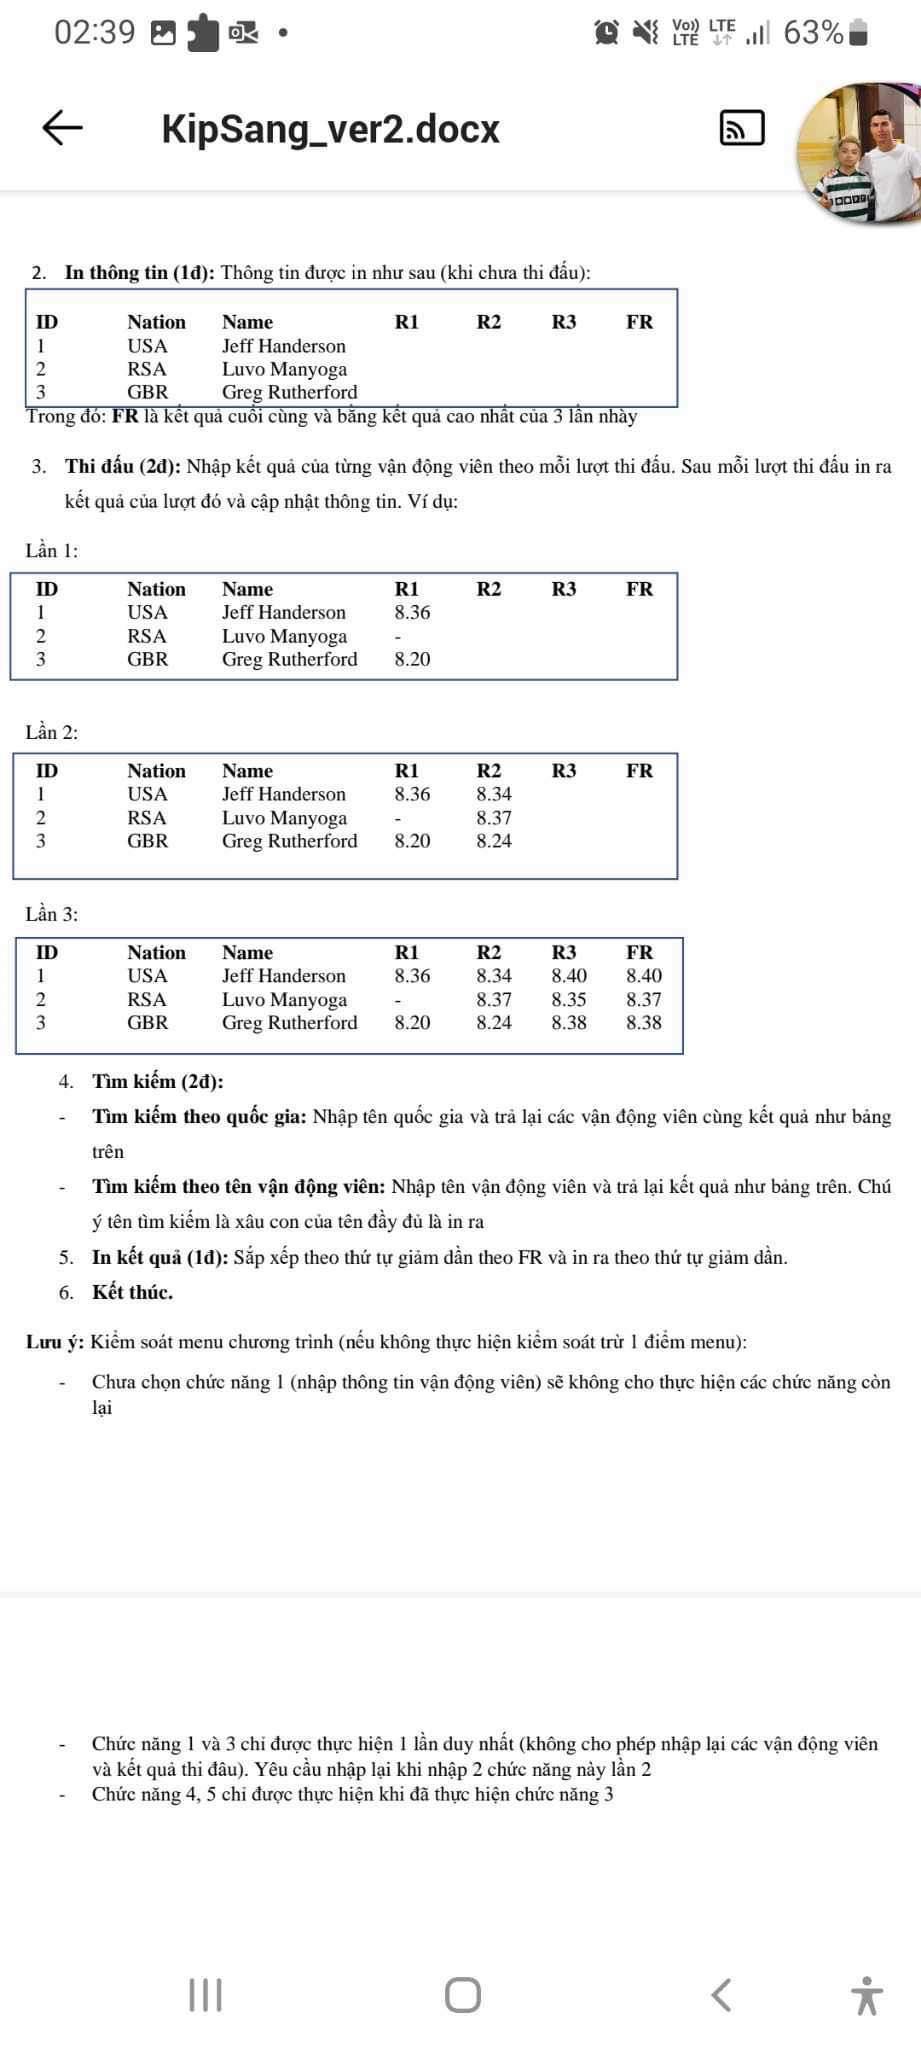 02:39
Vo)) LTE
LTE 63%
KipSang_ver2.docx
2. In thông tin (1đ): Thông tin được in như sau (khi chưa thi đấu):
ID Nation Name R1 R2 R3 FR
1 USA Jeff Handerson
2 RSA Luvo Manyoga
3 GBR Greg Rutherford
Trong đó: FR là kết quả cuối cùng và bằng kết quả cao nhất của 3 lần nhảy
3. Thi đấu (2đ): Nhập kết quả của từng vận động viên theo mỗi lượt thi đấu. Sau mỗi lượt thi đấu in ra
kết quả của lượt đó và cập nhật thông tin. Ví dụ:
Lần 1:
ID Nation Name R1 R2 R3 FR
1 USA Jeff Handerson 8.36
2 RSA Luvo Manyoga -
3 GBR Greg Rutherford 8.20
Lần 2:
ID Nation Name R1 R2 R3 FR
1 USA Jeff Handerson 8.36 8.34
2 RSA Luvo Manyoga - 8.37
3 GBR Greg Rutherford 8.20 8.24
Lần 3:
ID Nation Name R1 R2 R3 FR
1 USA Jeff Handerson 8.36 8.34 8.40 8.40
2 RSA Luvo Manyoga - 8.37 8.35 8.37
3 GBR Greg Rutherford 8.20 8.24 8.38 8.38
4. Tìm kiếm (2đ):
- Tìm kiếm theo quốc gia: Nhập tên quốc gia và trả lại các vận động viên cùng kết quả như bảng
trên
- Tìm kiếm theo tên vận động viên: Nhập tên vận động viên và trả lại kết quả như bảng trên. Chú
ý tên tìm kiếm là xâu con của tên đầy đủ là in ra
5. In kết quả (1đ): Sắp xếp theo thứ tự giảm dần theo FR và in ra theo thứ tự giảm dần.
6. Kết thúc.
Lưu ý: Kiểm soát menu chương trình (nếu không thực hiện kiểm soát trừ 1 điểm menu):
- Chưa chọn chức năng 1 (nhập thông tin vận động viên) sẽ không cho thực hiện các chức năng còn
lại
- Chức năng 1 và 3 chỉ được thực hiện 1 lần duy nhất (không cho phép nhập lại các vận động viên
và kết quả thi đâu). Yêu cầu nhập lại khi nhập 2 chức năng này lần 2
- Chức năng 4, 5 chỉ được thực hiện khi đã thực hiện chức năng 3